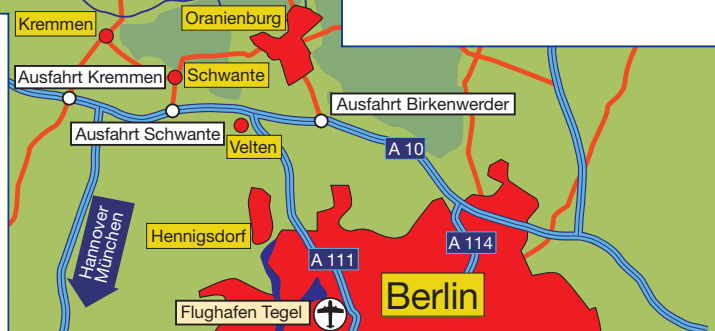 Kremmen
Oranienburg
Ausfahrt Kremmen
Schwante
Ausfahrt Birkenwerder
Ausfahrt Schwante
Velten
A 10
Hannover
München
Hennigsdorf
A 111
A 114
Flughafen Tegel
Berlin